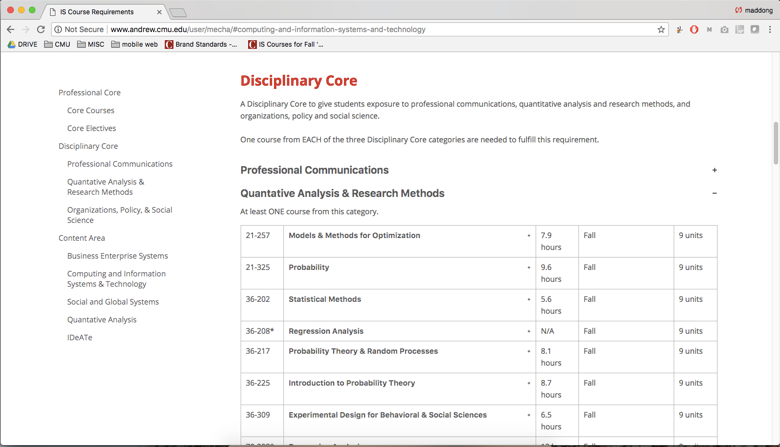 IS Course Requirements
maddong
Not Secure www.andrew.cmu.edu/user/mecha/#computing-and-information-systems-and-technology
DRIVE CMU MISC mobile web Brand Standards -... IS Courses for Fall '...
Disciplinary Core
A Disciplinary Core to give students exposure to professional communications, quantitative analysis and research methods, and
organizations, policy and social science.
One course from EACH of the three Disciplinary Core categories are needed to fulfill this requirement.
Professional Core
Core Courses
Core Electives
Disciplinary Core
Professional Communications
Quantative Analysis &
Research Methods
Organizations, Policy, & Social
Science
Content Area
Business Enterprise Systems
Computing and Information
Systems & Technology
Social and Global Systems
Quantative Analysis
IDeATe
Professional Communications +
Quantative Analysis & Research Methods −
At least ONE course from this category.
21-257 Models & Methods for Optimization 7.9 hours Fall 9 units
21-325 Probability 9.6 hours Fall 9 units
36-202 Statistical Methods 5.6 hours Fall 9 units
36-208* Regression Analysis N/A Fall 9 units
36-217 Probability Theory & Random Processes 8.1 hours Fall 9 units
36-225 Introduction to Probability Theory 8.7 hours Fall 9 units
36-309 Experimental Design for Behavioral & Social Sciences 6.5 hours Fall 9 units